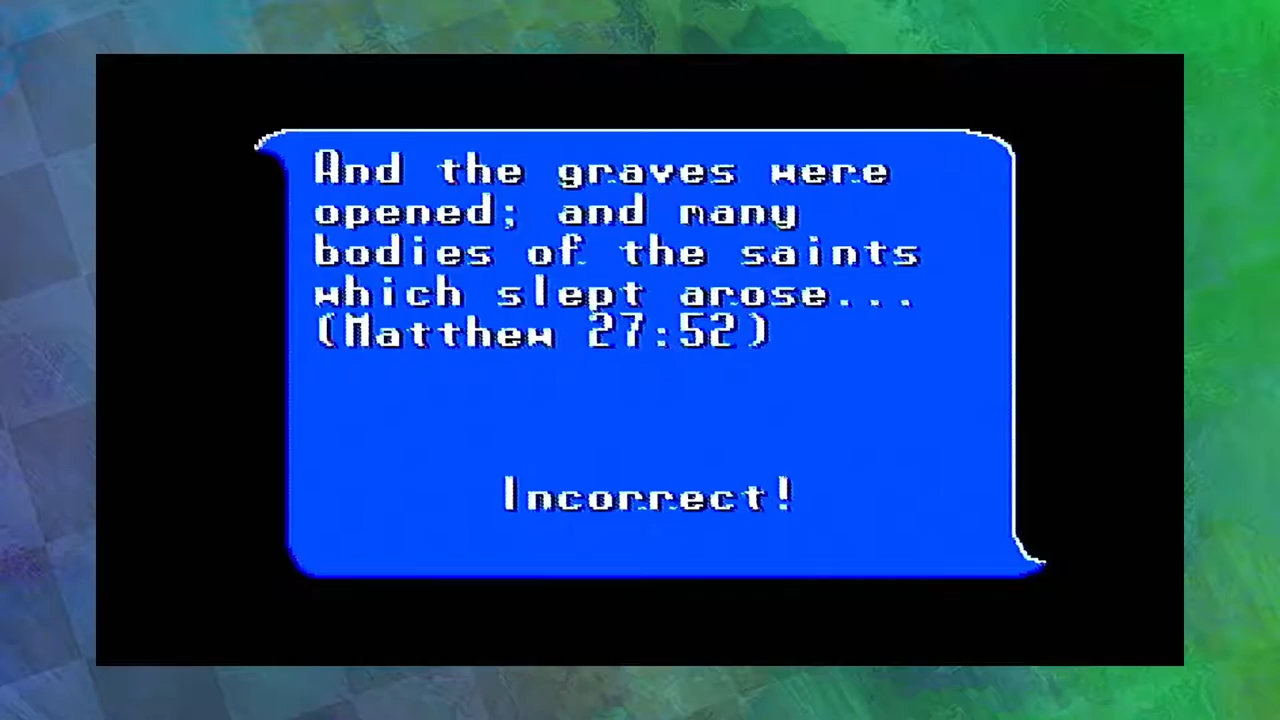 And the graves were
opened; and many
bodies of the saints
which slept arose...
(Matthew 27:52)
Incorrect!